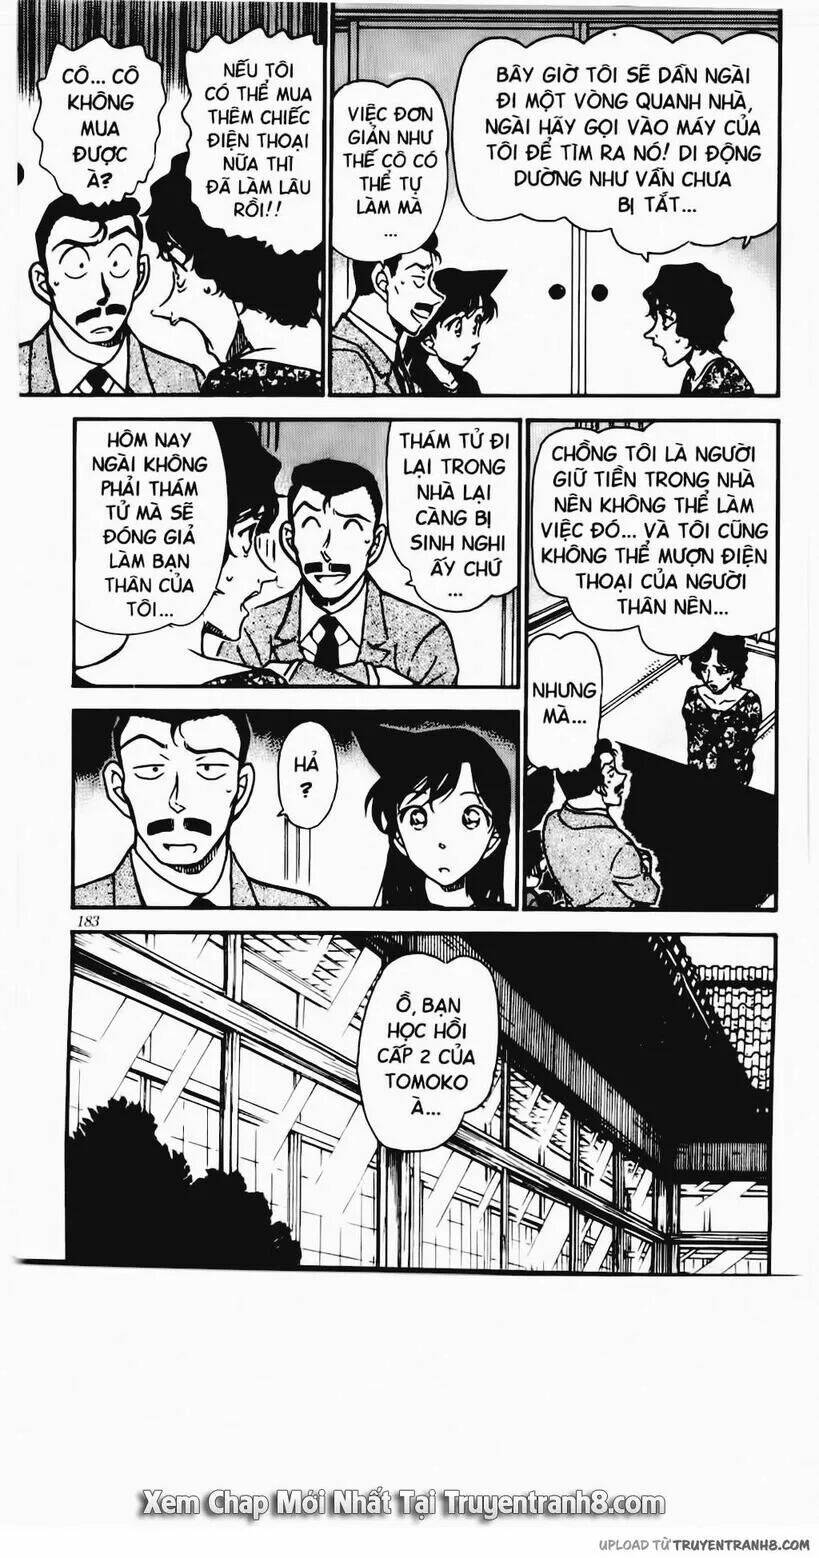 BÂY GIỜ TÔI SẼ DẪN NGÀI
ĐI MỘT VÒNG QUANH NHÀ,
NGÀI HÃY GỌI VÀO MÁY CỦA
TÔI ĐỂ TÌM RA NÓ! DI ĐỘNG
DƯỜNG NHƯ VẪN CHƯA
BỊ TẮT...
VIỆC ĐƠN
GIẢN NHƯ
THẾ CÔ CÓ
THỂ TỰ
LÀM MÀ
...
NẾU TÔI
CÓ THỂ MUA
THÊM CHIẾC
ĐIỆN THOẠI
NỮA THÌ
ĐÃ LÀM LÂU
RỒI!!
CÔ... CÔ
KHÔNG
MUA
ĐƯỢC
À?
CHỒNG TÔI LÀ NGƯỜI
GIỮ TIỀN TRONG NHÀ
NÊN KHÔNG THỂ LÀM
VIỆC ĐÓ... VÀ TÔI CŨNG
KHÔNG THỂ MƯỢN ĐIỆN
THOẠI CỦA NGƯỜI
THÂN NÊN...
NHƯNG
MÀ...
THÁM TỬ ĐI
LẠI TRONG
NHÀ LẠI
CÀNG BỊ
SINH NGHI
ẤY CHỨ
...
HÔM NAY
NGÀI KHÔNG
PHẢI THÁM
TỬ MÀ SẼ
ĐÓNG GIẢ
LÀM BẠN
THÂN CỦA
TÔI...
HẢ
?
183
Ồ, BẠN
HỌC HỒI
CẤP 2 CỦA
TOMOKO
À...
Xem Chap Mới Nhất Tại Truyentranh8.com
UPLOAD TỪ TRUYENTRANH8.COM